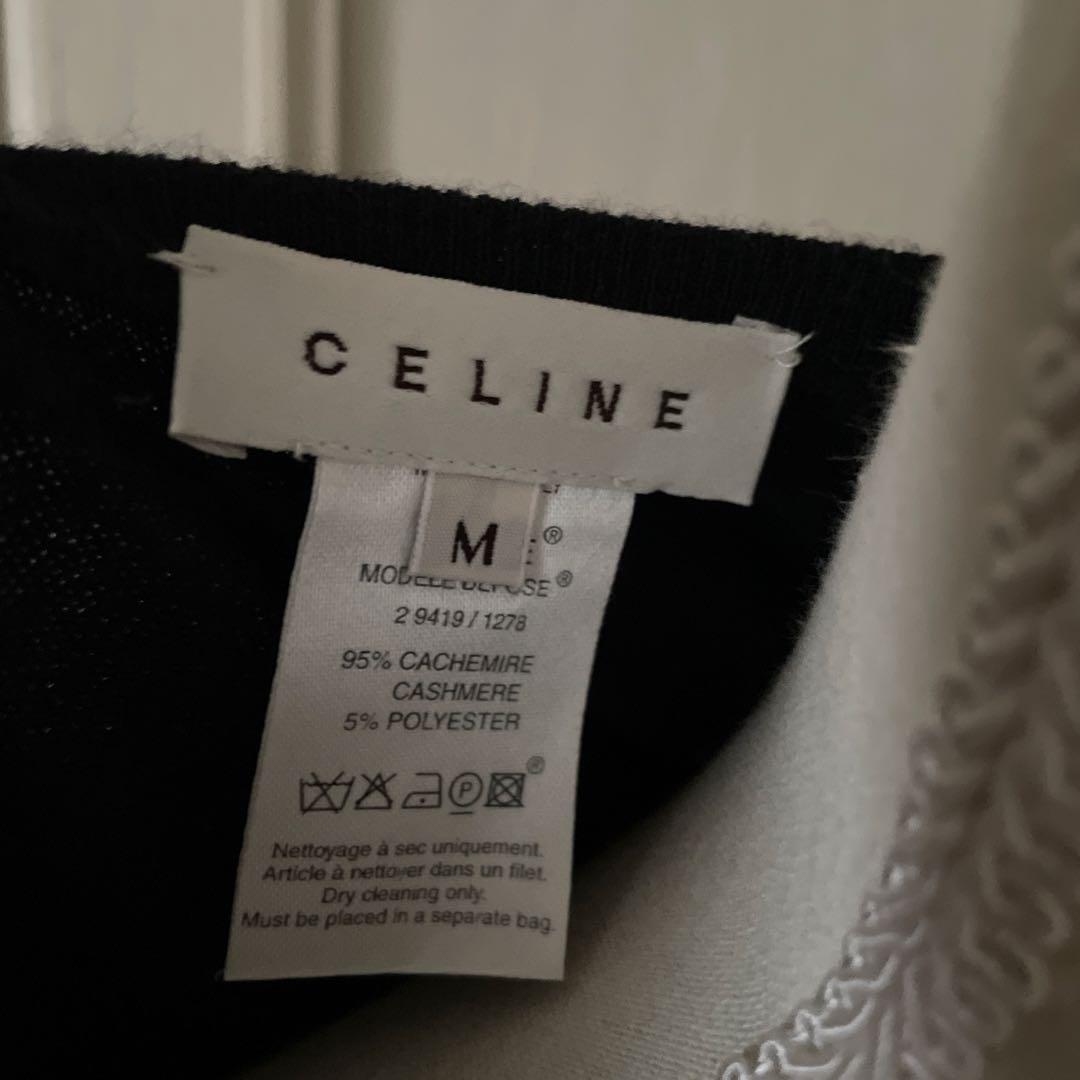 CELINE
M
®
MODELE DEPOSE®
2 9419 / 1278
95% CACHEMIRE
CASHMERE
5% POLYESTER
P
®
Nettoyage à sec uniquement.
Article à nettoyer dans un filet.
Dry cleaning only.
Must be placed in a separate bag.